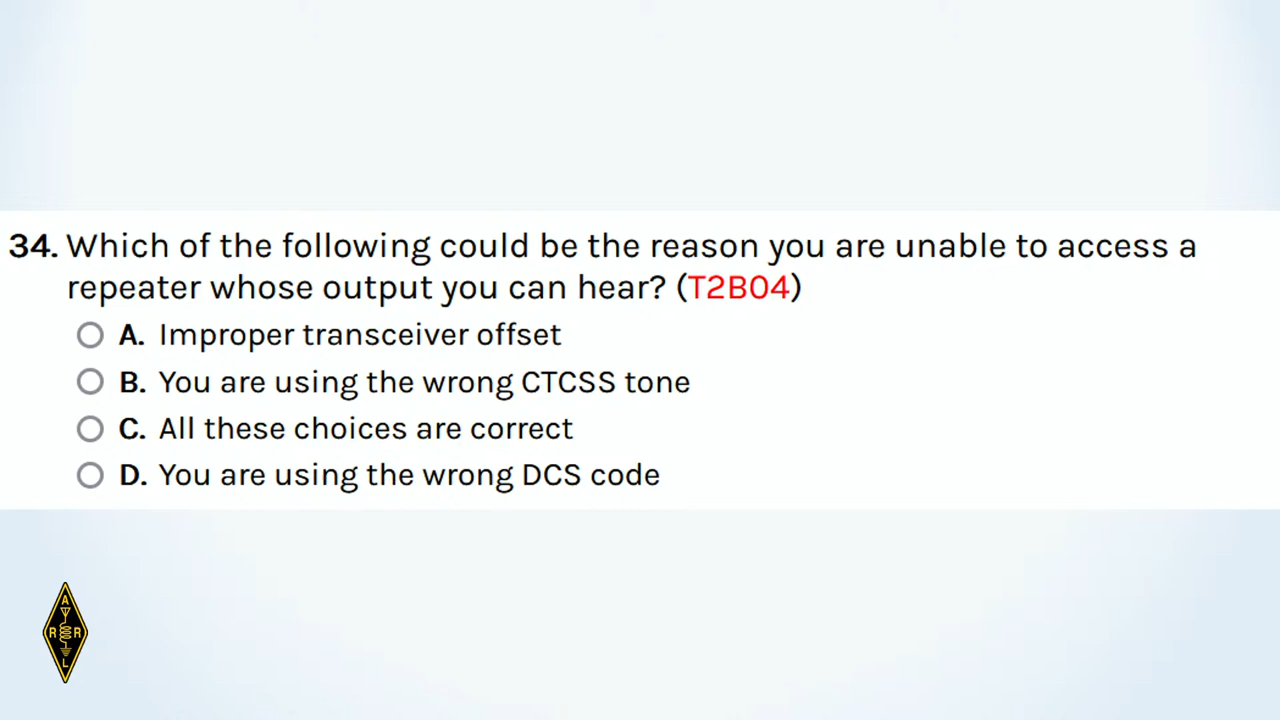 34. Which of the following could be the reason you are unable to access a
repeater whose output you can hear? (T2B04)
A. Improper transceiver offset
B. You are using the wrong CTCSS tone
C. All these choices are correct
D. You are using the wrong DCS code
A
R R
L